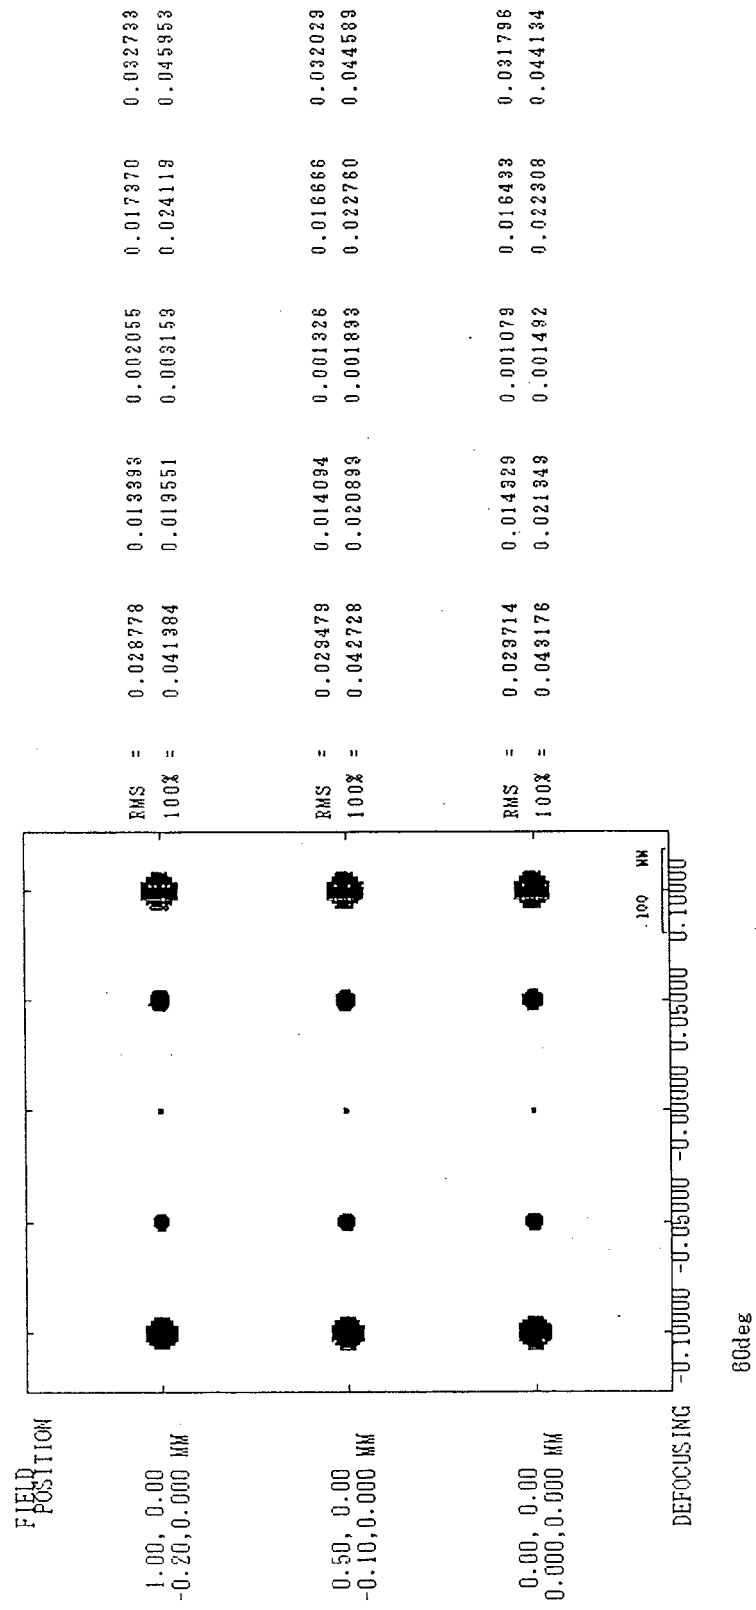 FIELD
POSITION
1.00, 0.00
-0.20,0.000 MM
RMS = 0.028778 0.013393 0.002055 0.017370 0.032733
100% = 0.041384 0.019551 0.003153 0.024119 0.045953
0.50, 0.00
-0.10,0.000 MM
RMS = 0.029479 0.014094 0.001326 0.016666 0.032029
100% = 0.042728 0.020899 0.001893 0.022760 0.044589
0.00, 0.00
0.000,0.000 MM
RMS = 0.029714 0.014329 0.001079 0.016433 0.031796
100% = 0.043176 0.021349 0.001492 0.022308 0.044134
.100 MM
DEFOCUSING -0.10000 -0.05000 -0.00000 0.05000 0.10000
60deg